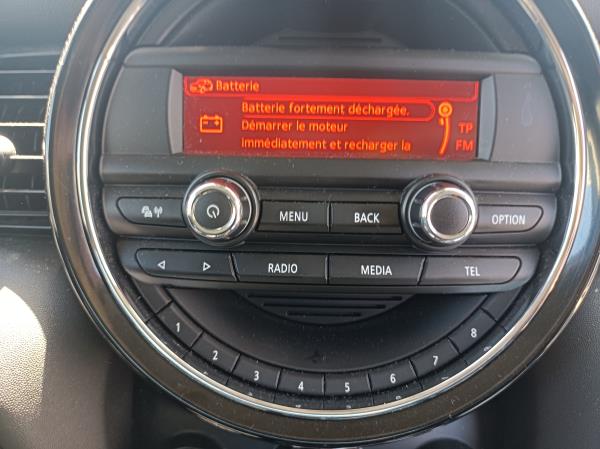 Batterie
Batterie fortement déchargée.
Démarrer le moteur
TP
Immédiatement et recharger la
FM
MENU
BACK
OPTION
RADIO
MEDIA
TEL
1
2
3
4
5
6
7
8